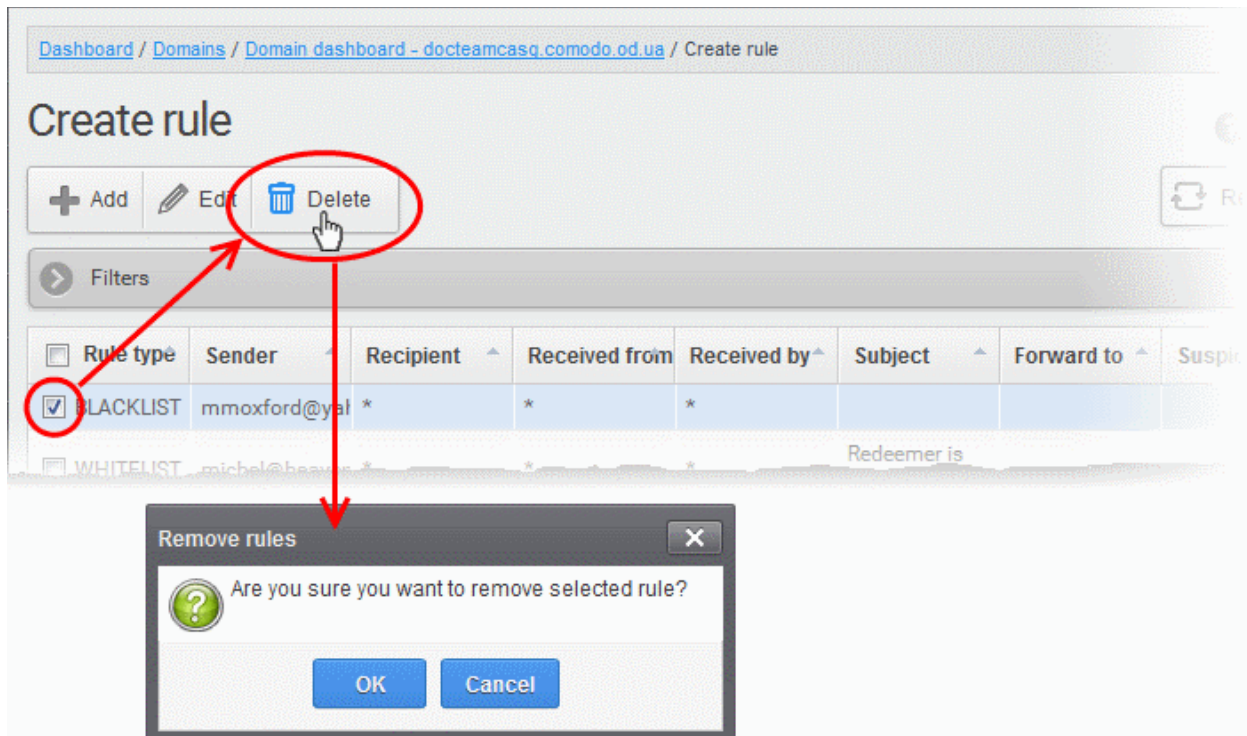 Dashboard / Domains / Domain dashboard - docteamcasg.comodo.od.ua / Create rule
Create rule
Add Edit Delete
Filters
Rule type Sender Recipient Received from Received by Subject Forward to
BLACKLIST mmoxford@yah * * *
WHITELIST * * * Redeemer is
Remove rules
Are you sure you want to remove selected rule?
OK Cancel